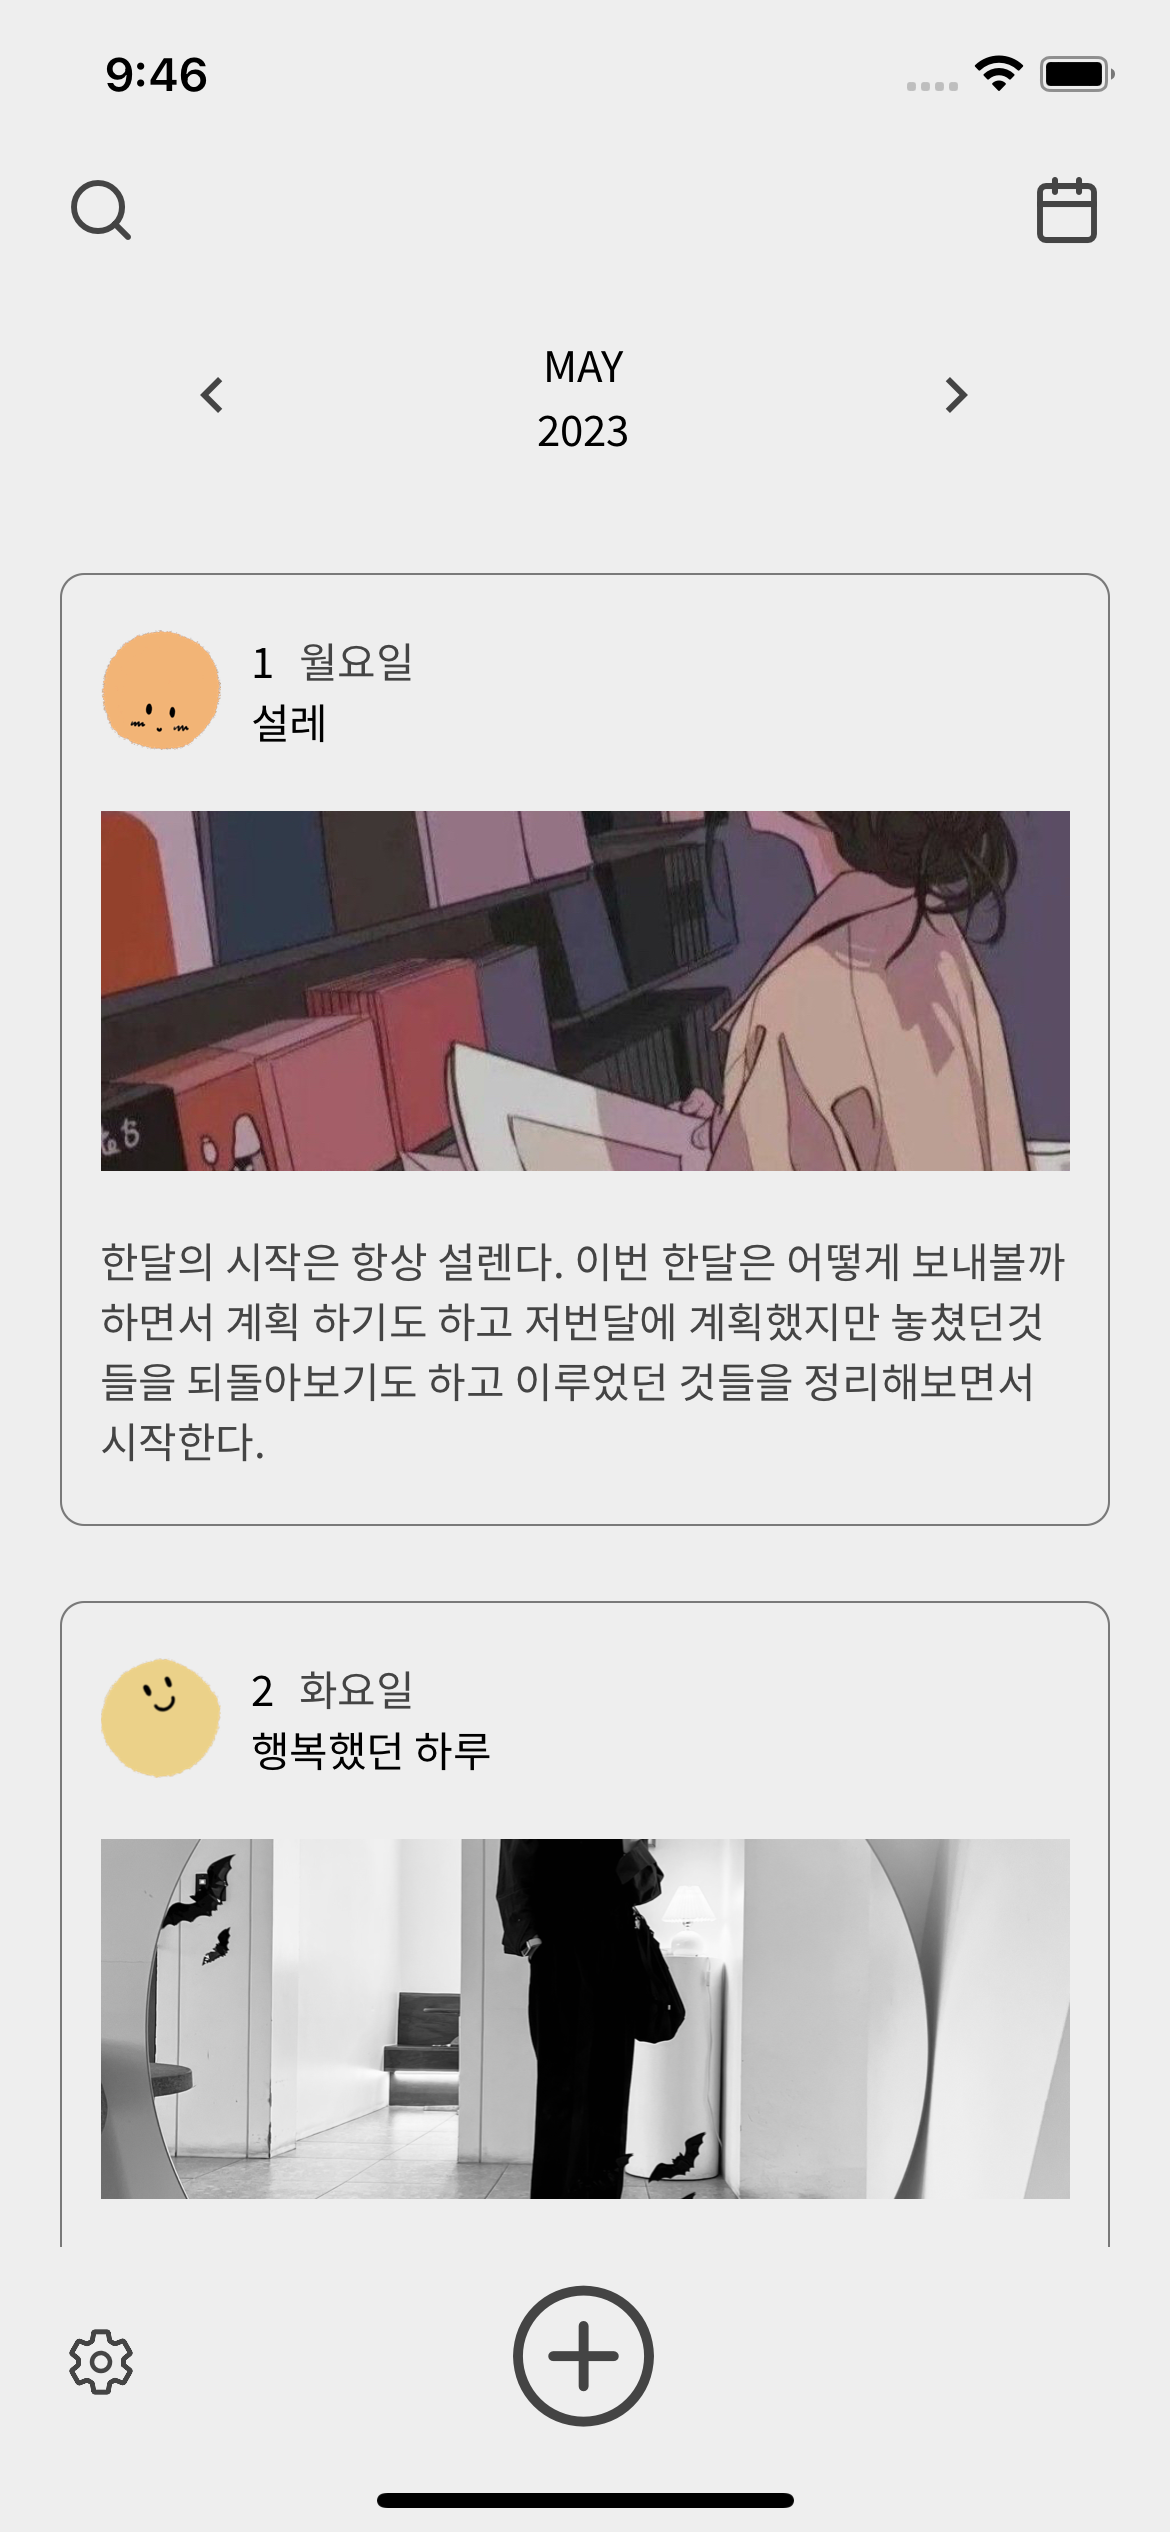 9:46
MAY
2023
1 월요일
설레
한달의 시작은 항상 설렌다. 이번 한달은 어떻게 보내볼까
하면서 계획 하기도 하고 저번달에 계획했지만 놓쳤던것
들을 되돌아보기도 하고 이루었던 것들을 정리해보면서
시작한다.
2 화요일
행복했던 하루